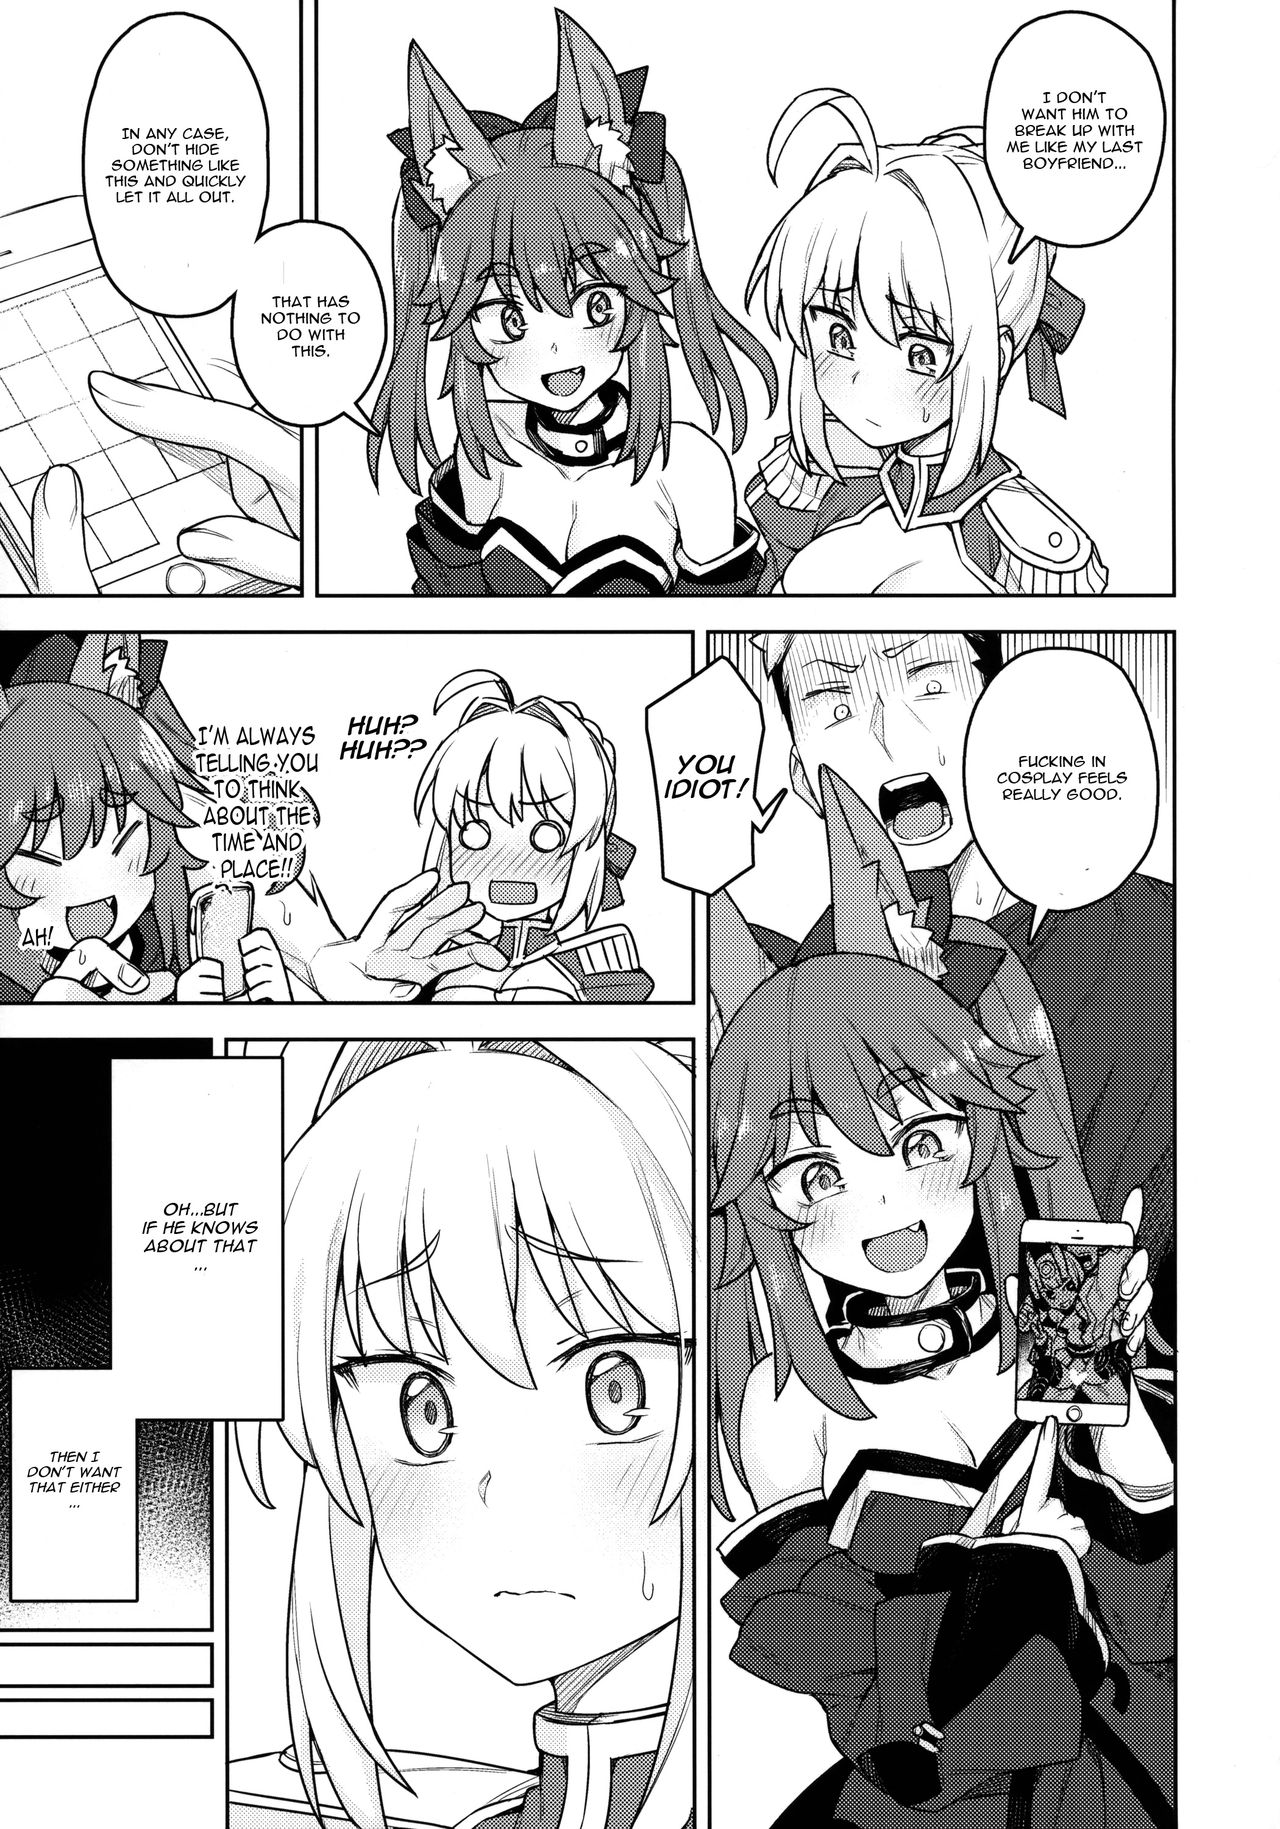 I DON'T
WANT HIM TO
BREAK UP WITH
ME LIKE MY LAST
BOYFRIEND...
THAT HAS
NOTHING TO
DO WITH
THIS.
IN ANY CASE,
DON'T HIDE
SOMETHING LIKE
THIS AND QUICKLY
LET IT ALL OUT.
FUCKING IN
COSPLAY FEELS
REALLY GOOD.
YOU
IDIOT!
HUH?
HUH??
I'M ALWAYS
TELLING YOU
TO THINK
ABOUT THE
TIME AND
PLACE!!
AH!
OH...BUT
IF HE KNOWS
ABOUT THAT
...
THEN I
DON'T WANT
THAT EITHER
...